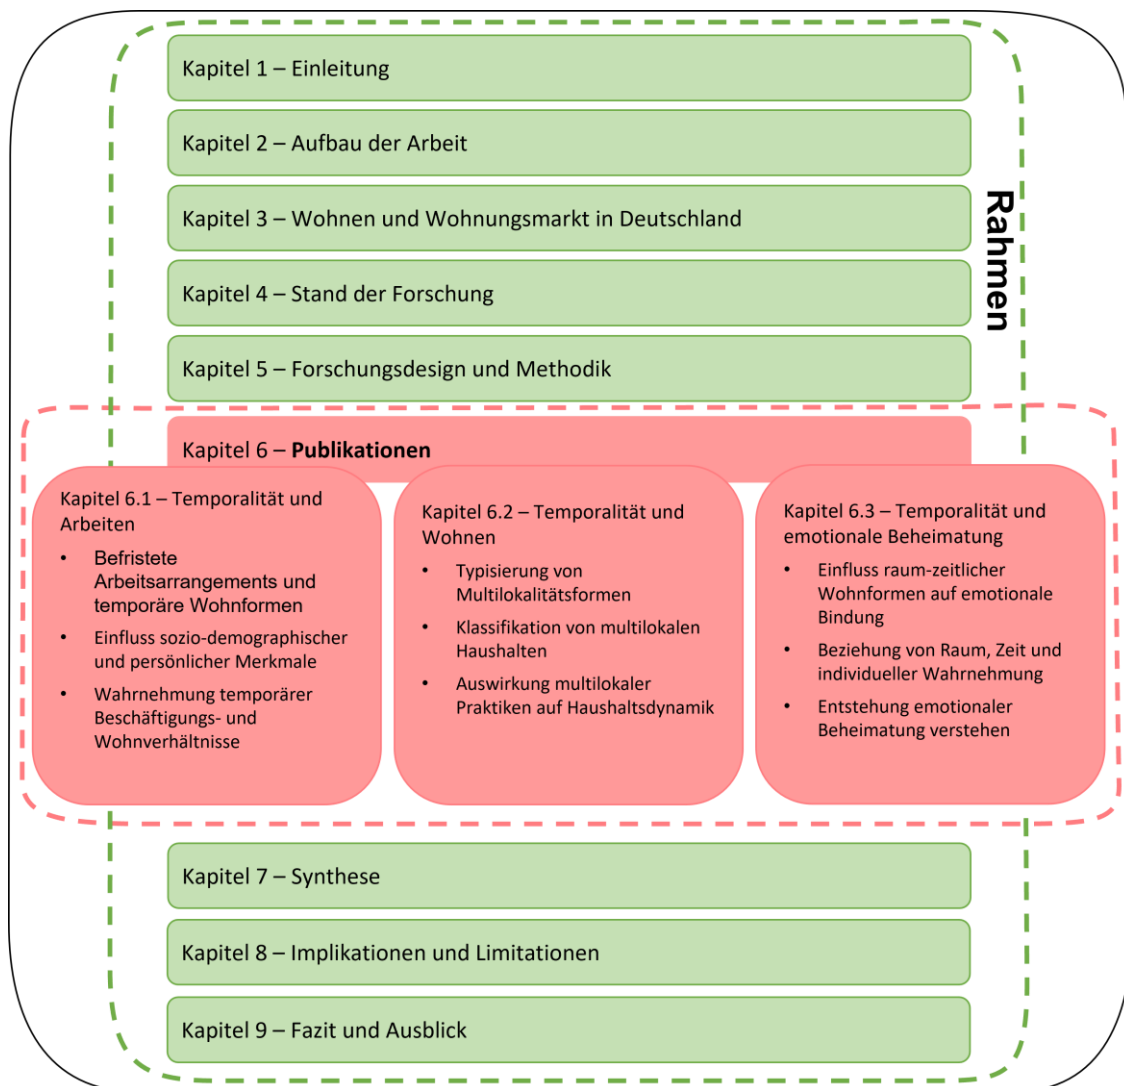 Kapitel 1 – Einleitung
Kapitel 2 – Aufbau der Arbeit
Kapitel 3 – Wohnen und Wohnungsmarkt in Deutschland
Rahmen
Kapitel 4 – Stand der Forschung
Kapitel 5 – Forschungsdesign und Methodik
Kapitel 6 – Publikationen
Kapitel 6.1 – Temporalität und
Arbeiten
• Befristete
Arbeitsarrangements und
temporäre Wohnformen
• Einfluss sozio-demographischer
und persönlicher Merkmale
• Wahrnehmung temporärer
Beschäftigungs- und
Wohnverhältnisse
Kapitel 6.2 – Temporalität und
Wohnen
• Typisierung von
Multilokalitätsformen
• Klassifikation von multilokalen
Haushalten
• Auswirkung multilokaler
Praktiken auf Haushaltsdynamik
Kapitel 6.3 – Temporalität und
emotionale Beheimatung
• Einfluss raum-zeitlicher
Wohnformen auf emotionale
Bindung
• Beziehung von Raum, Zeit und
individueller Wahrnehmung
• Entstehung emotionaler
Beheimatung verstehen
Kapitel 7 – Synthese
Kapitel 8 – Implikationen und Limitationen
Kapitel 9 – Fazit und Ausblick